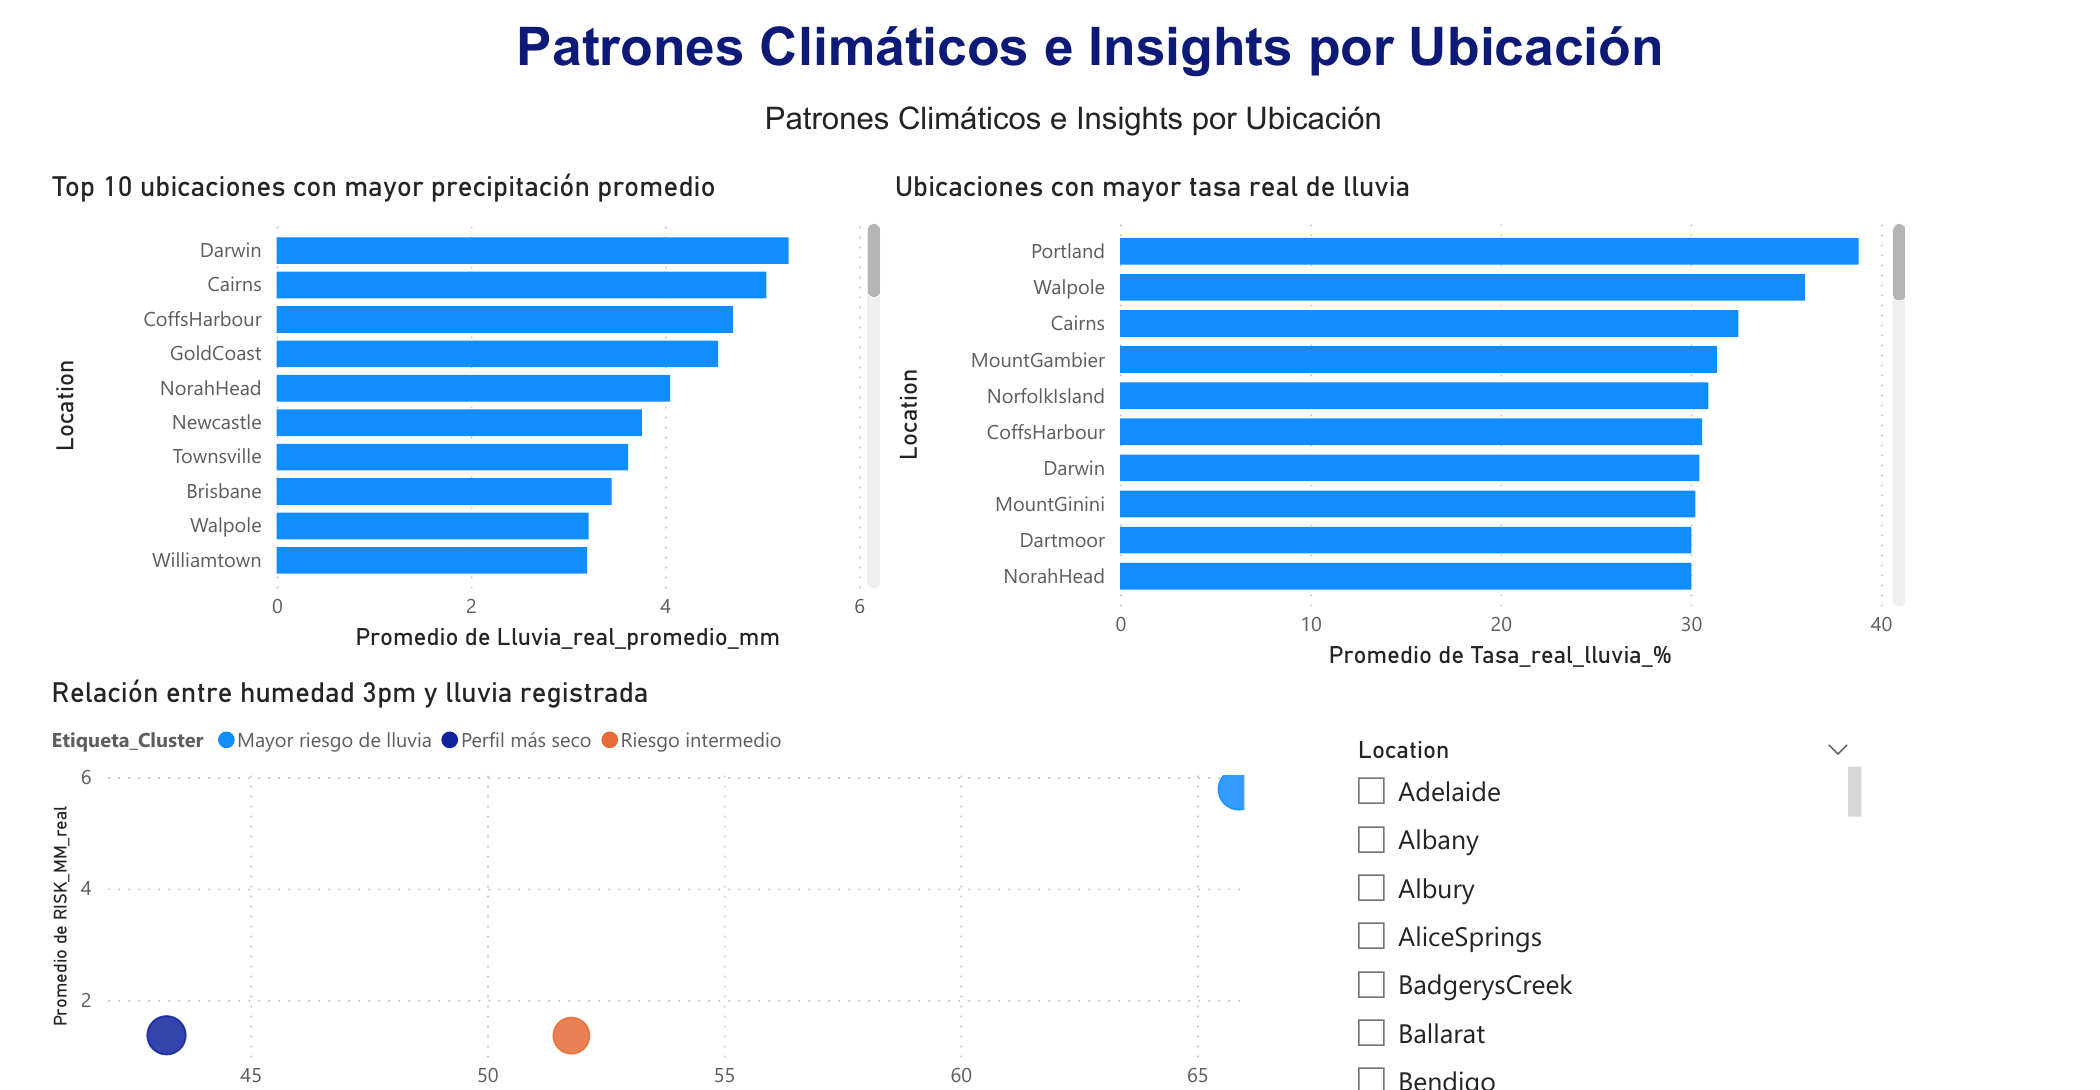 Patrones Climáticos e Insights por Ubicación
Patrones Climáticos e Insights por Ubicación
Top 10 ubicaciones con mayor precipitación promedio
Location
Darwin
Cairns
CoffsHarbour
GoldCoast
NorahHead
Newcastle
Townsville
Brisbane
Walpole
Williamtown
0 2 4 6
Promedio de Lluvia_real_promedio_mm
Ubicaciones con mayor tasa real de lluvia
Location
Portland
Walpole
Cairns
MountGambier
NorfolkIsland
CoffsHarbour
Darwin
MountGinini
Dartmoor
NorahHead
0 10 20 30 40
Promedio de Tasa_real_lluvia_%
Relación entre humedad 3pm y lluvia registrada
Etiqueta_Cluster Mayor riesgo de lluvia Perfil más seco Riesgo intermedio
Promedio de RISK_MM_real
6
4
2
45 50 55 60 65
Location
Adelaide
Albany
Albury
AliceSprings
BadgerysCreek
Ballarat
Bendigo